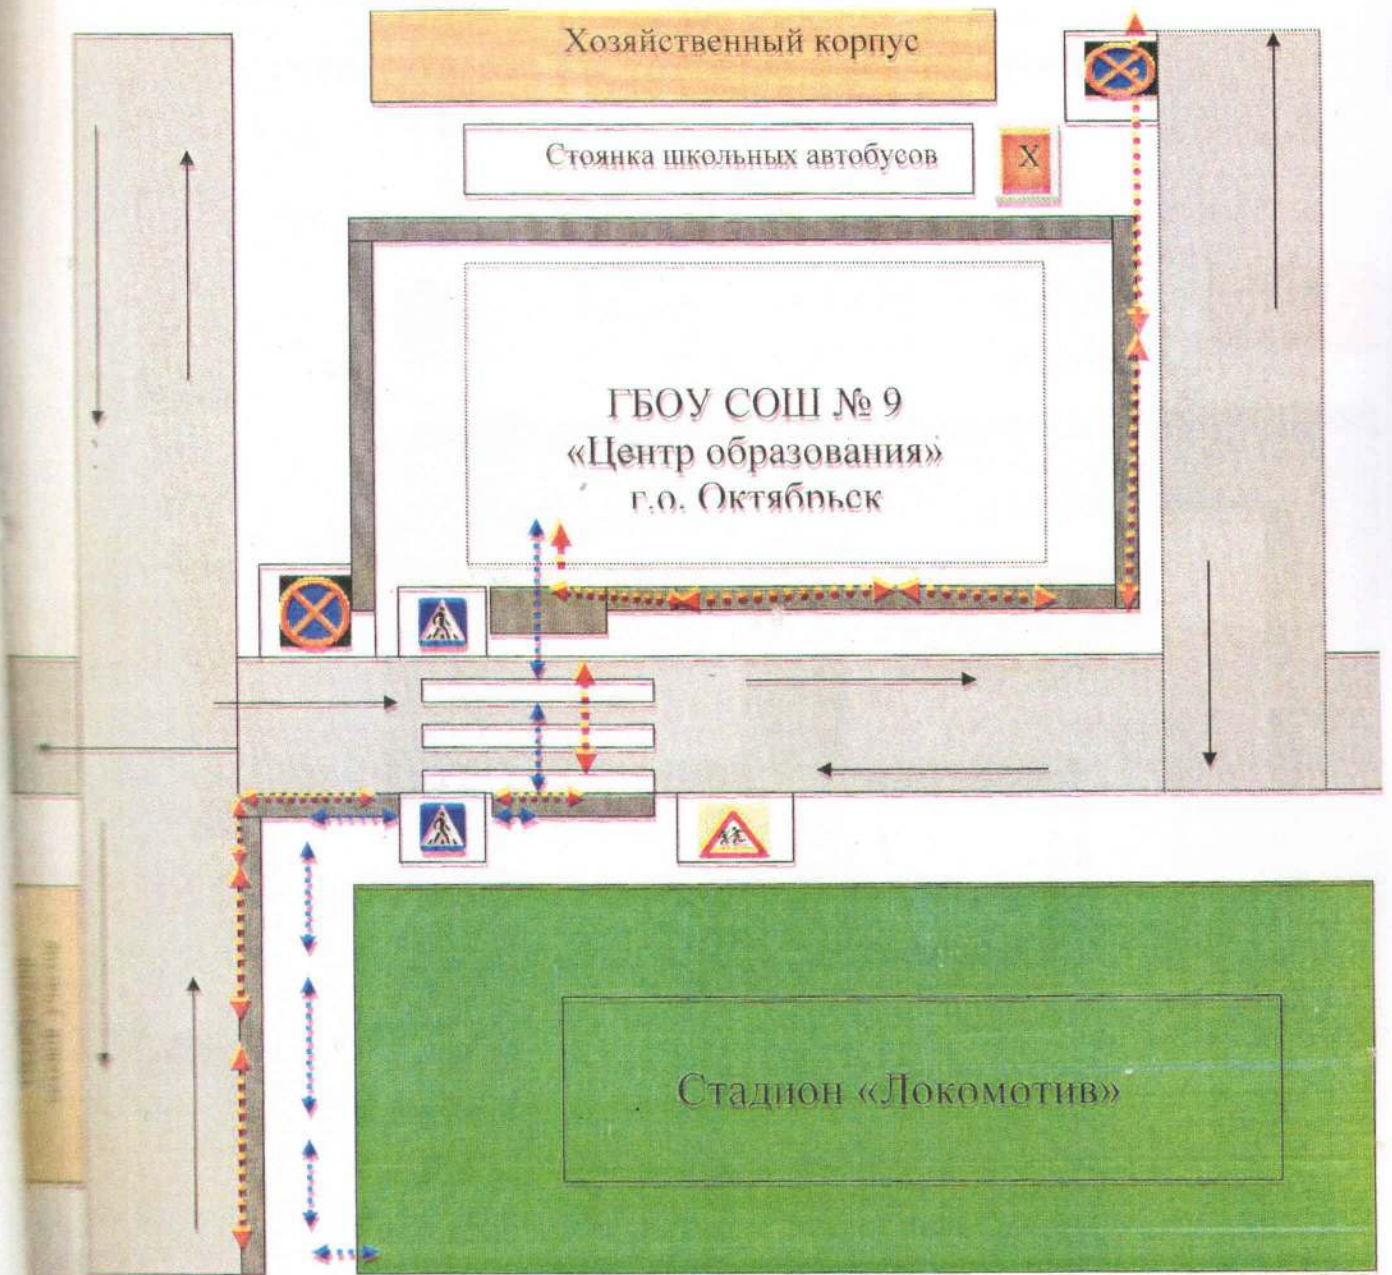 Хозяйственный корпус
Стоянка школьных автобусов
Х
ГБОУ СОШ № 9
«Центр образования»
г.о. Октябрьск
Стадион «Локомотив»